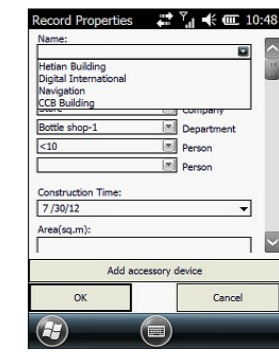 Record Properties 10:48
Name:
Hetian Building
Digital International
Navigation
CCB Building
Company
Bottle shop-1 Department
<10 Person
Person
Construction Time:
7 /30/12
Area(sq.m):
Add accessory device
OK Cancel